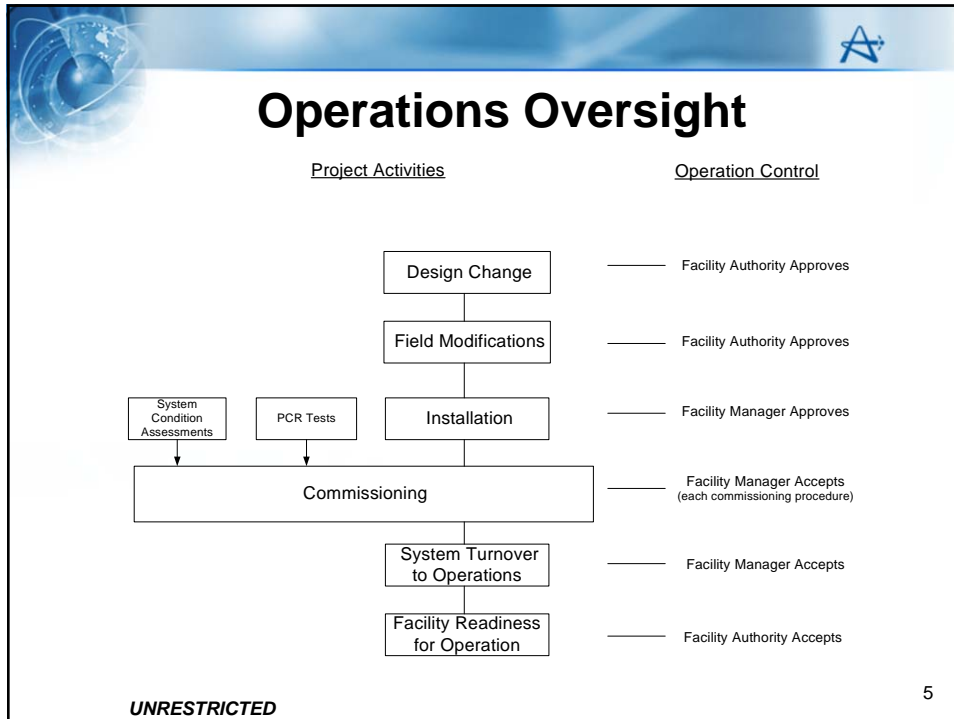 Operations Oversight
Project Activities
Operation Control
Design Change
Facility Authority Approves
Field Modifications
Facility Authority Approves
System
Condition
Assessments
PCR Tests
Installation
Facility Manager Approves
Commissioning
Facility Manager Accepts
(each commissioning procedure)
System Turnover
to Operations
Facility Manager Accepts
Facility Readiness
for Operation
Facility Authority Accepts
UNRESTRICTED
5